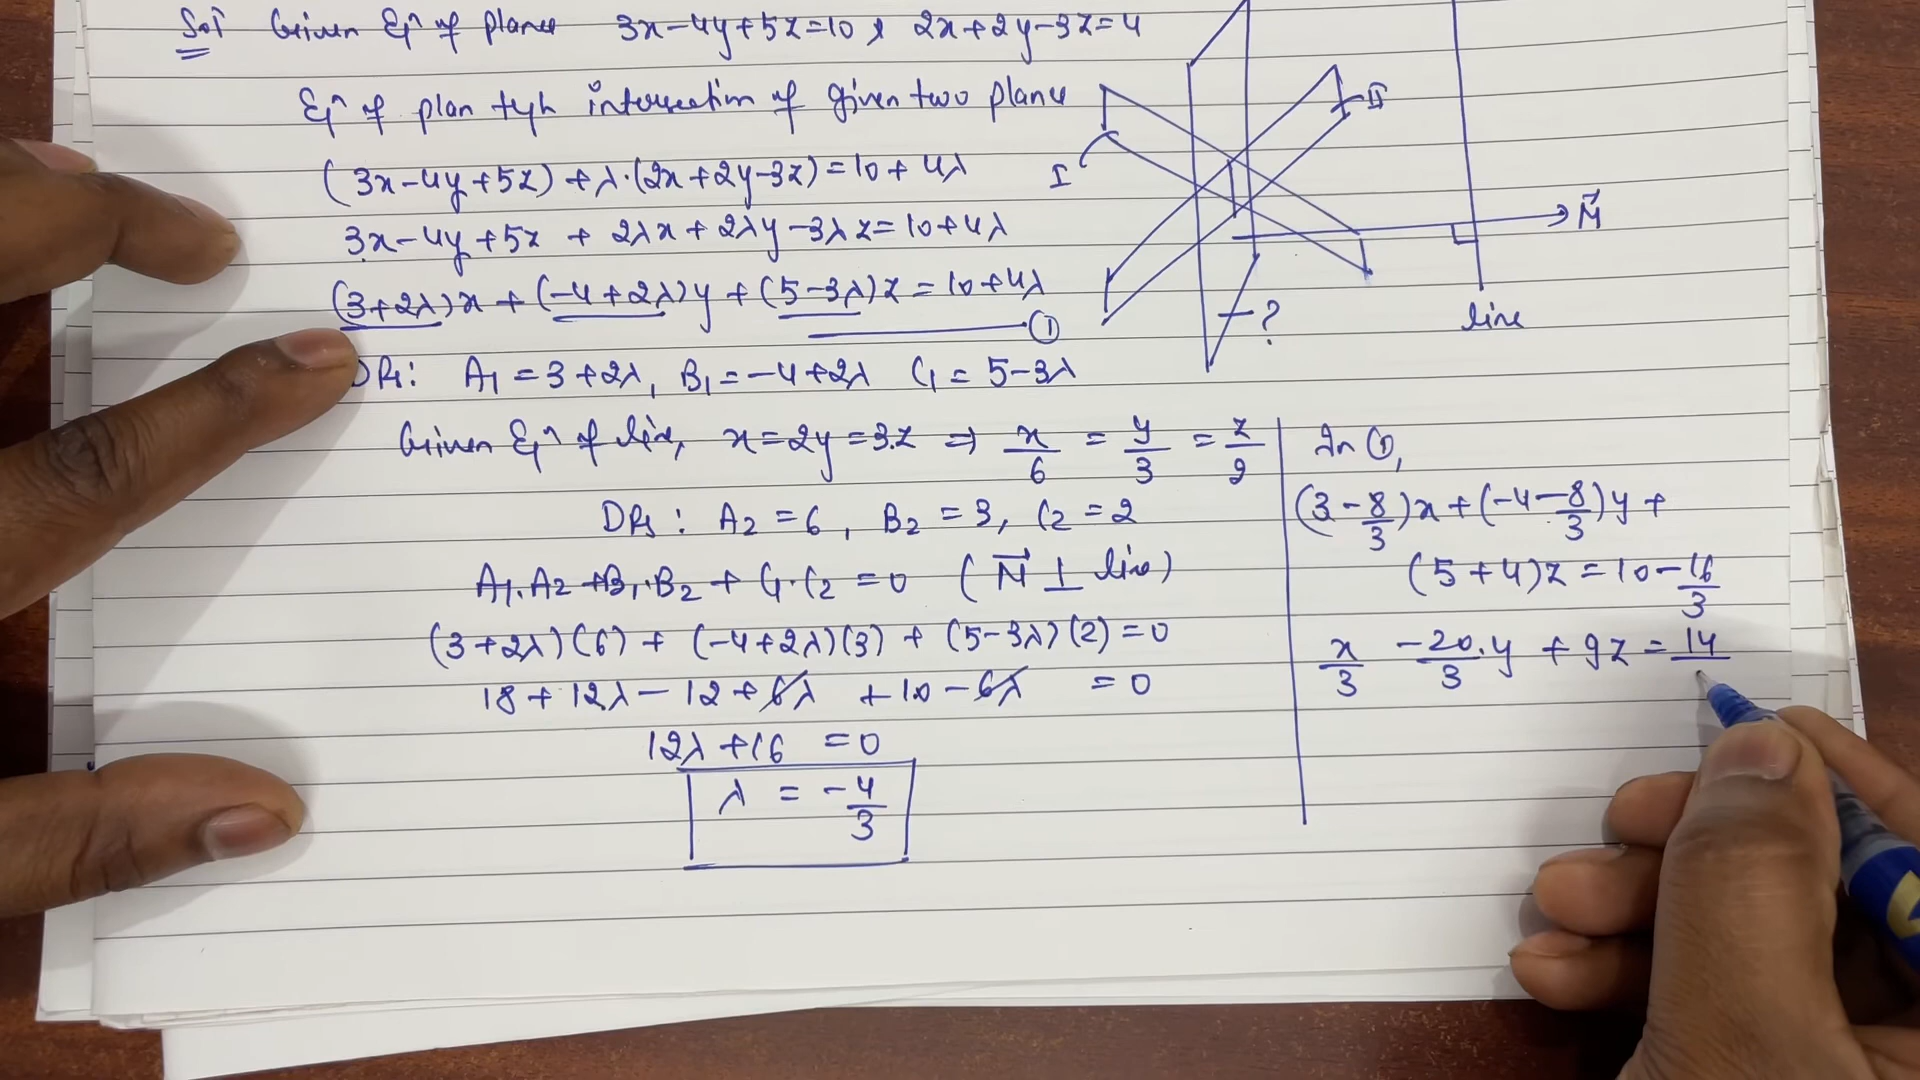 Sol Given Eqn of planes 3x-4y+5z=10 & 2x+2y-3z=4
Eqn of plan tgh intersection of given two plane
(3x-4y+5z)+λ·(2x+2y-3z)=10+4λ
3x-4y+5z + 2λx+2λy-3λz=10+4λ
(3+2λ)x+(-4+2λ)y+(5-3λ)z=10+4λ
①
DRs: A₁=3+2λ, B₁=-4+2λ C₁=5-3λ
Given Eqn of line, x=2y=3z ⇒ x/6 = y/3 = z/2
DRs: A₂=6, B₂=3, C₂=2
A₁.A₂+B₁.B₂+C₁.C₂=0 (N⃗ ⊥ line)
(3+2λ)(6)+(-4+2λ)(3)+(5-3λ)(2)=0
18+12λ-12+6λ+10-6λ=0
12λ+16=0
λ = -4/3
I
II
N⃗
?
line
In ①,
(3-8/3)x+(-4-8/3)y+
(5+4)z=10-16/3
x/3 -20/3.y+9z=14